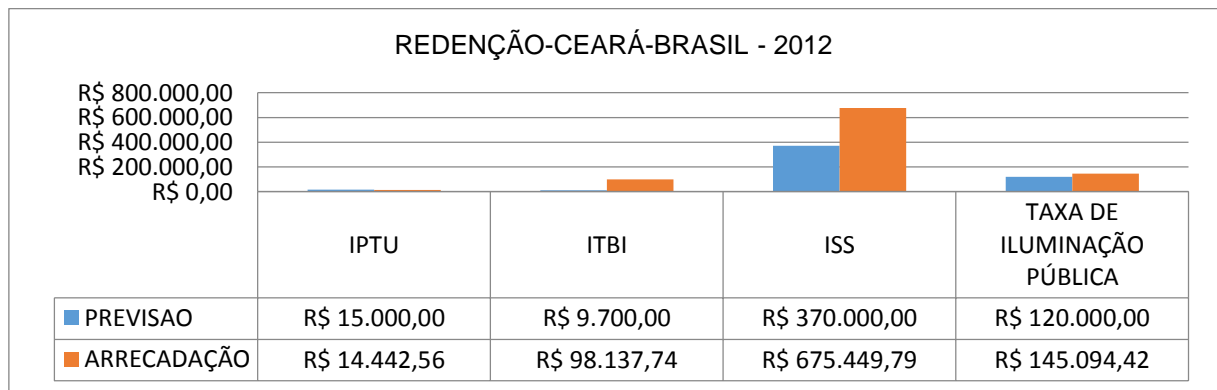 REDENÇÃO-CEARÁ-BRASIL - 2012
R$ 800.000,00
R$ 600.000,00
R$ 400.000,00
R$ 200.000,00
R$ 0,00
IPTU ITBI ISS TAXA DE
ILUMINAÇÃO
PÚBLICA
PREVISAO R$ 15.000,00 R$ 9.700,00 R$ 370.000,00 R$ 120.000,00
ARRECADAÇÃO R$ 14.442,56 R$ 98.137,74 R$ 675.449,79 R$ 145.094,42